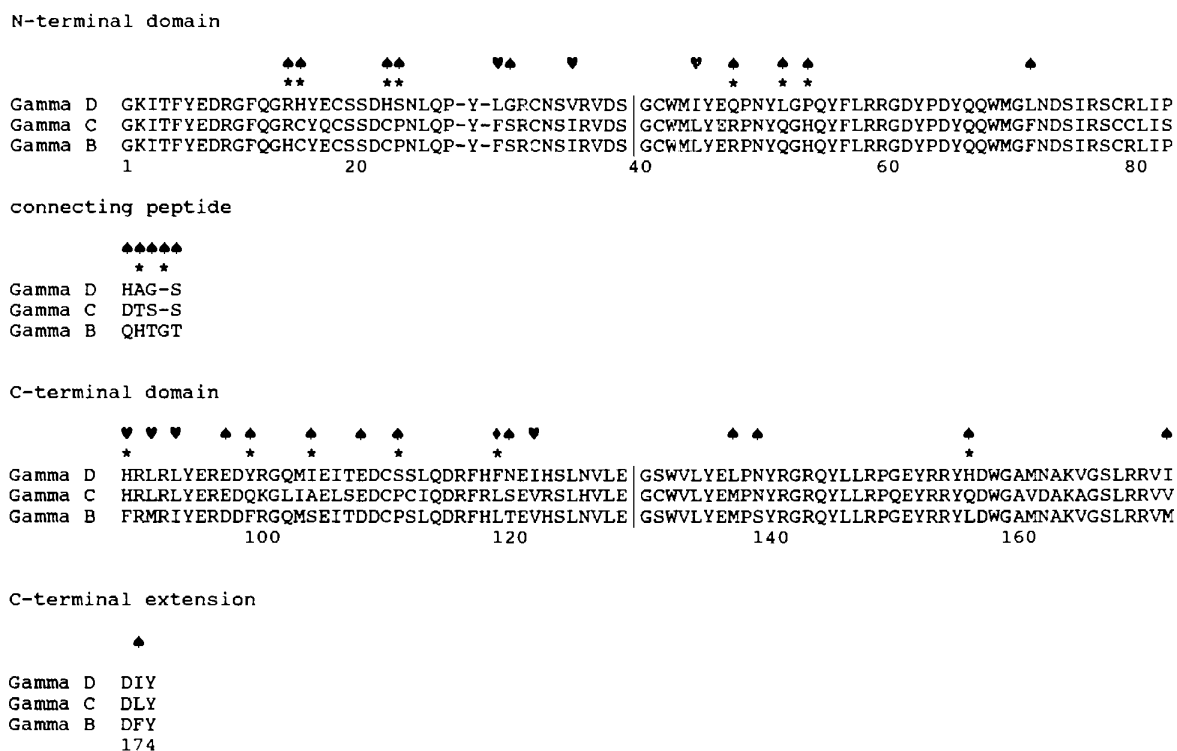 N-terminal domain
♠♠ ♠♠ ♥♠ ♥ ♥ ♠ ♠ ♠ ♠
** ** * * *
Gamma D GKITFYEDRGFQGRHYECSSDHSNLQP-Y-LGRCNSVRVDS|GCWMIYEQPNYLGPQYFLRRGDYPDYQQWMGLNDSIRSCRLIP
Gamma C GKITFYEDRGFQGRCYQCSSDCPNLQP-Y-FSRCNSIRVDS|GCWMLYERPNYQGHQYFLRRGDYPDYQQWMGFNDSIRSCCLIS
Gamma B GKITFYEDRGFQGHCYECSSDCPNLQP-Y-FSRCNSIRVDS|GCWMLYERPNYQGHQYFLRRGDYPDYQQWMGFNDSIRSCRLIP
1 20 40 60 80
connecting peptide
♠♠♠♠♠
* *
Gamma D HAG-S
Gamma C DTS-S
Gamma B QHTGT
C-terminal domain
♥ ♥ ♥ ♠ ♠ ♠ ♠ ♠ ♦♠ ♥ ♠ ♠ ♠ ♠
* * * * * *
Gamma D HRLRLYEREDYRGQMIEITEDCSSLQDRFHFNEIHSLNVLE|GSWVLYELPNYRGRQYLLRPGEYRRYHDWGAMNAKVGSLRRVI
Gamma C HRLRLYEREDQKGLIAELSEDCPCIQDRFRLSEVRSLHVLE|GCWVLYEMPNYRGRQYLLRPQEYRRYQDWGAVDAKAGSLRRVV
Gamma B FRMRIYERDDFRGQMSEITDDCPSLQDRFHLTEVHSLNVLE|GSWVLYEMPSYRGRQYLLRPGEYRRYLDWGAMNAKVGSLRRVM
100 120 140 160
C-terminal extension
♠
Gamma D DIY
Gamma C DLY
Gamma B DFY
174